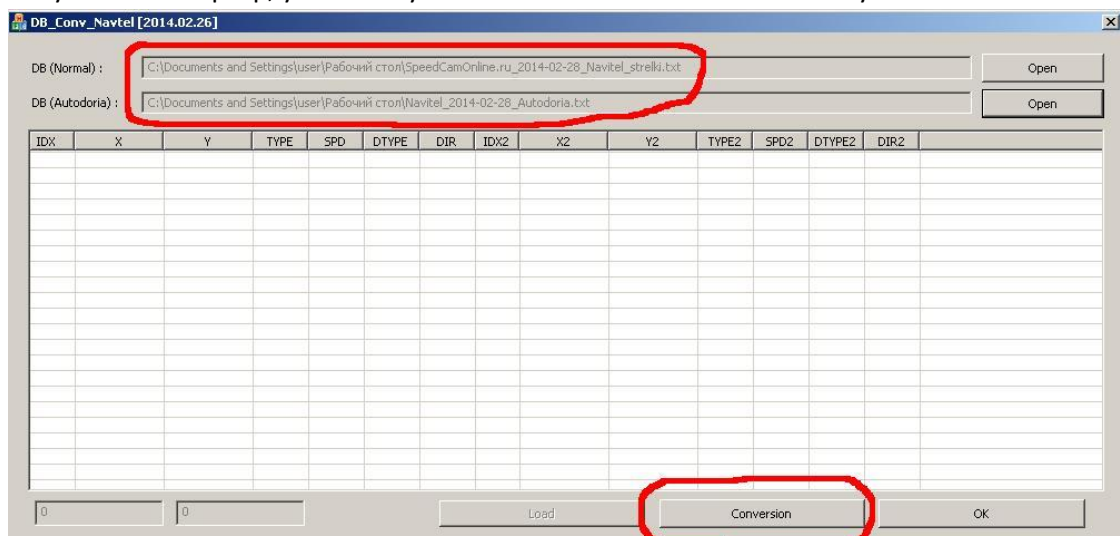 DB_Conv_Navtel [2014.02.26]
DB (Normal) : C:\Documents and Settings\user\Рабочий стол\SpeedCamOnline.ru_2014-02-28_Navitel_strelki.txt Open
DB (Autodoria) : C:\Documents and Settings\user\Рабочий стол\Navitel_2014-02-28_Autodoria.txt Open
IDX X Y TYPE SPD DTYPE DIR IDX2 X2 Y2 TYPE2 SPD2 DTYPE2 DIR2
0 0 Load Conversion OK